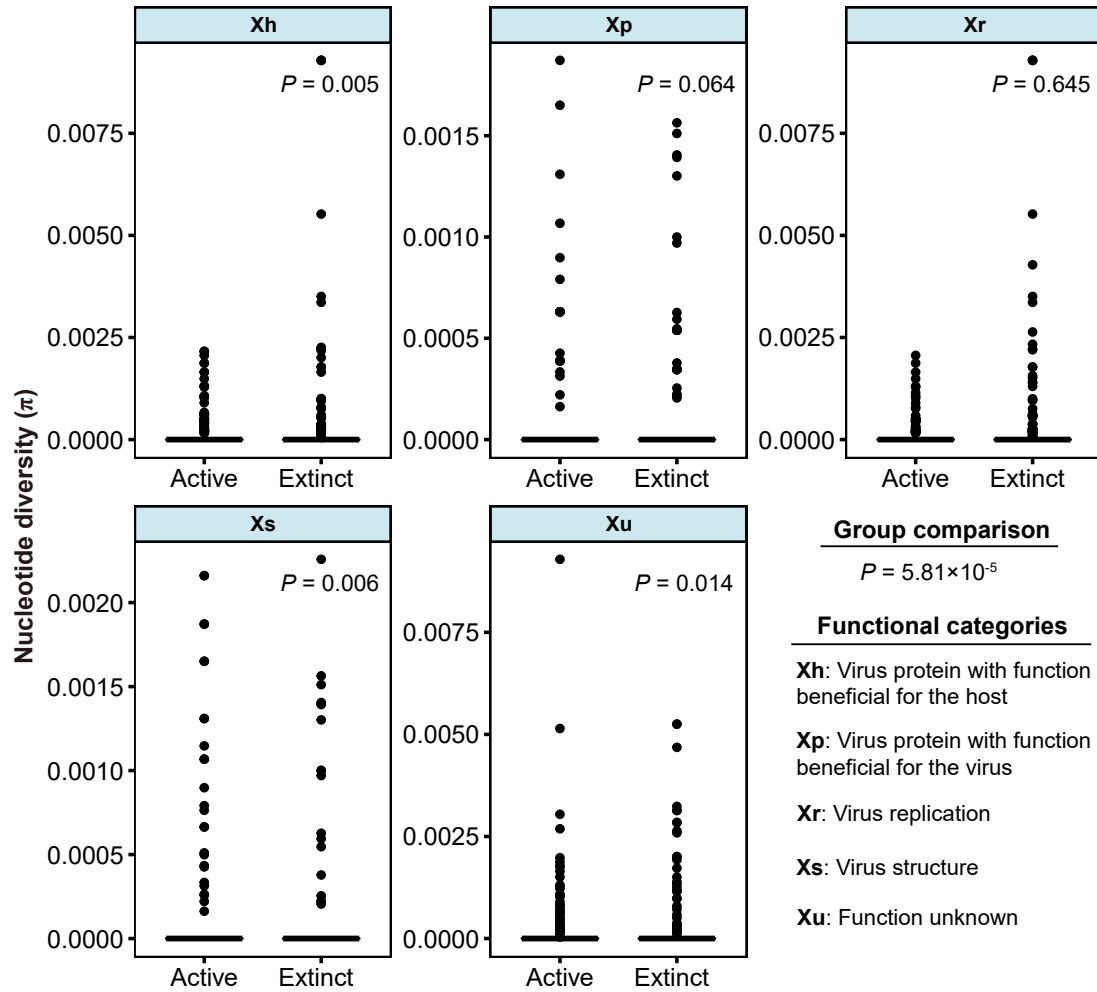 Xh
Xp
Xr
P = 0.005
P = 0.064
P = 0.645
0.0075
0.0050
0.0025
0.0000
0.0015
0.0010
0.0005
0.0000
0.0075
0.0050
0.0025
0.0000
Active Extinct
Active Extinct
Active Extinct
Nucleotide diversity (π)
Xs
Xu
P = 0.006
P = 0.014
0.0020
0.0015
0.0010
0.0005
0.0000
0.0075
0.0050
0.0025
0.0000
Active Extinct
Active Extinct
Group comparison
P = 5.81×10⁻⁵
Functional categories
Xh: Virus protein with function
beneficial for the host
Xp: Virus protein with function
beneficial for the virus
Xr: Virus replication
Xs: Virus structure
Xu: Function unknown